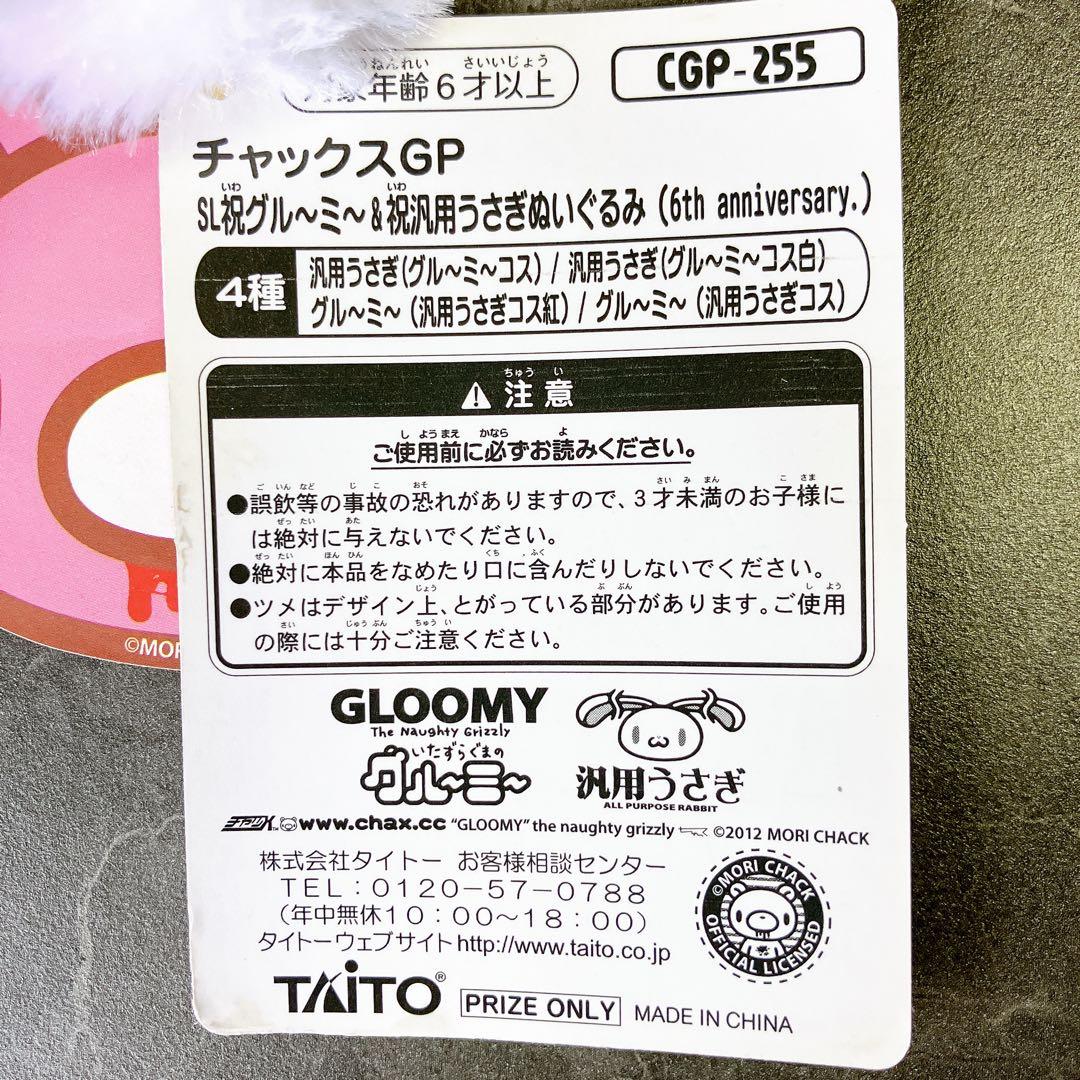 年齢6才以上
CGP-255
チャックスGP
SL祝グル〜ミ〜&祝汎用うさぎぬいぐるみ(6th anniversary.)
4種
汎用うさぎ(グル〜ミ〜コス) / 汎用うさぎ(グル〜ミ〜コス白)
グル〜ミ〜(汎用うさぎコス紅) / グル〜ミ〜(汎用うさぎコス)
注意
ご使用前に必ずお読みください。
●誤飲等の事故の恐れがありますので、3才未満のお子様に
は絶対に与えないでください。
●絶対に本品をなめたり口に含んだりしないでください。
●ツメはデザイン上、とがっている部分があります。ご使用
の際には十分ご注意ください。
GLOOMY
The Naughty Grizzly
いたずらぐまの
グル〜ミ〜
汎用うさぎ
ALL PURPOSE RABBIT
チャックス™ www.chax.cc "GLOOMY" the naughty grizzly ©2012 MORI CHACK
株式会社タイトー お客様相談センター
TEL:0120-57-0788
(年中無休10:00〜18:00)
タイトーウェブサイト http://www.taito.co.jp
©MORI CHACK
OFFICIAL LICENSED
TAITO®
PRIZE ONLY
MADE IN CHINA
©MORI